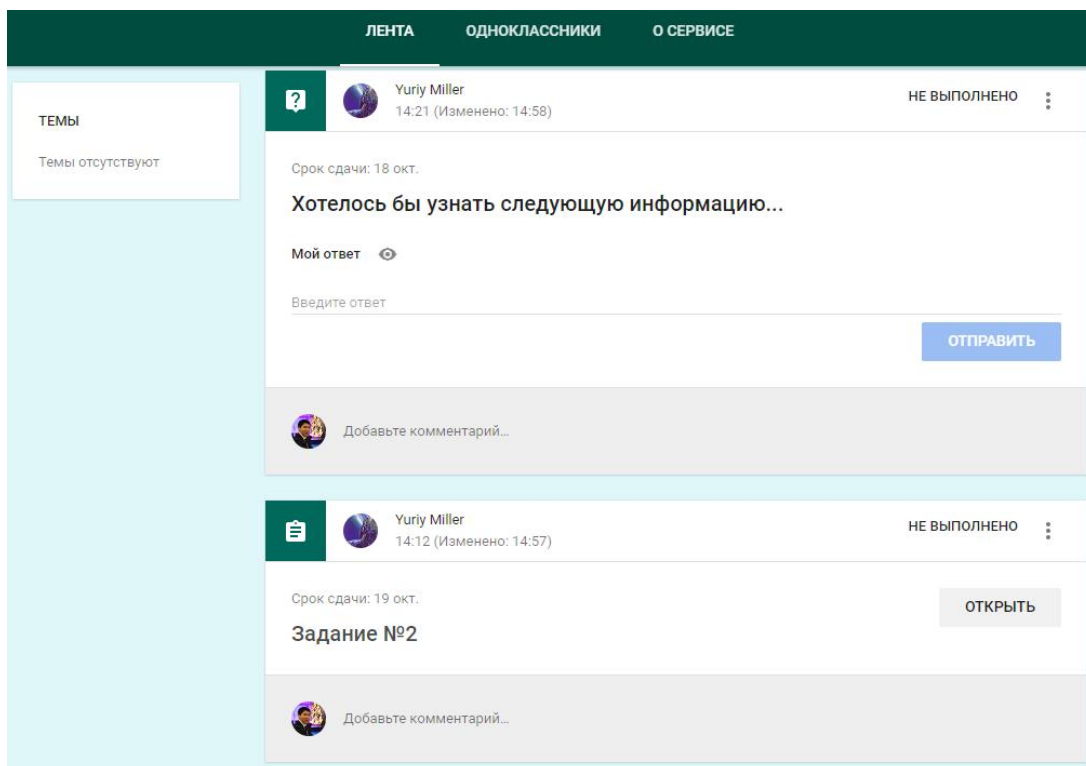 ЛЕНТА ОДНОКЛАССНИКИ О СЕРВИСЕ
ТЕМЫ
Темы отсутствуют
Yuriy Miller
14:21 (Изменено: 14:58)
НЕ ВЫПОЛНЕНО
Срок сдачи: 18 окт.
Хотелось бы узнать следующую информацию...
Мой ответ
Введите ответ
ОТПРАВИТЬ
Добавьте комментарий...
Yuriy Miller
14:12 (Изменено: 14:57)
НЕ ВЫПОЛНЕНО
Срок сдачи: 19 окт.
ОТКРЫТЬ
Задание №2
Добавьте комментарий...